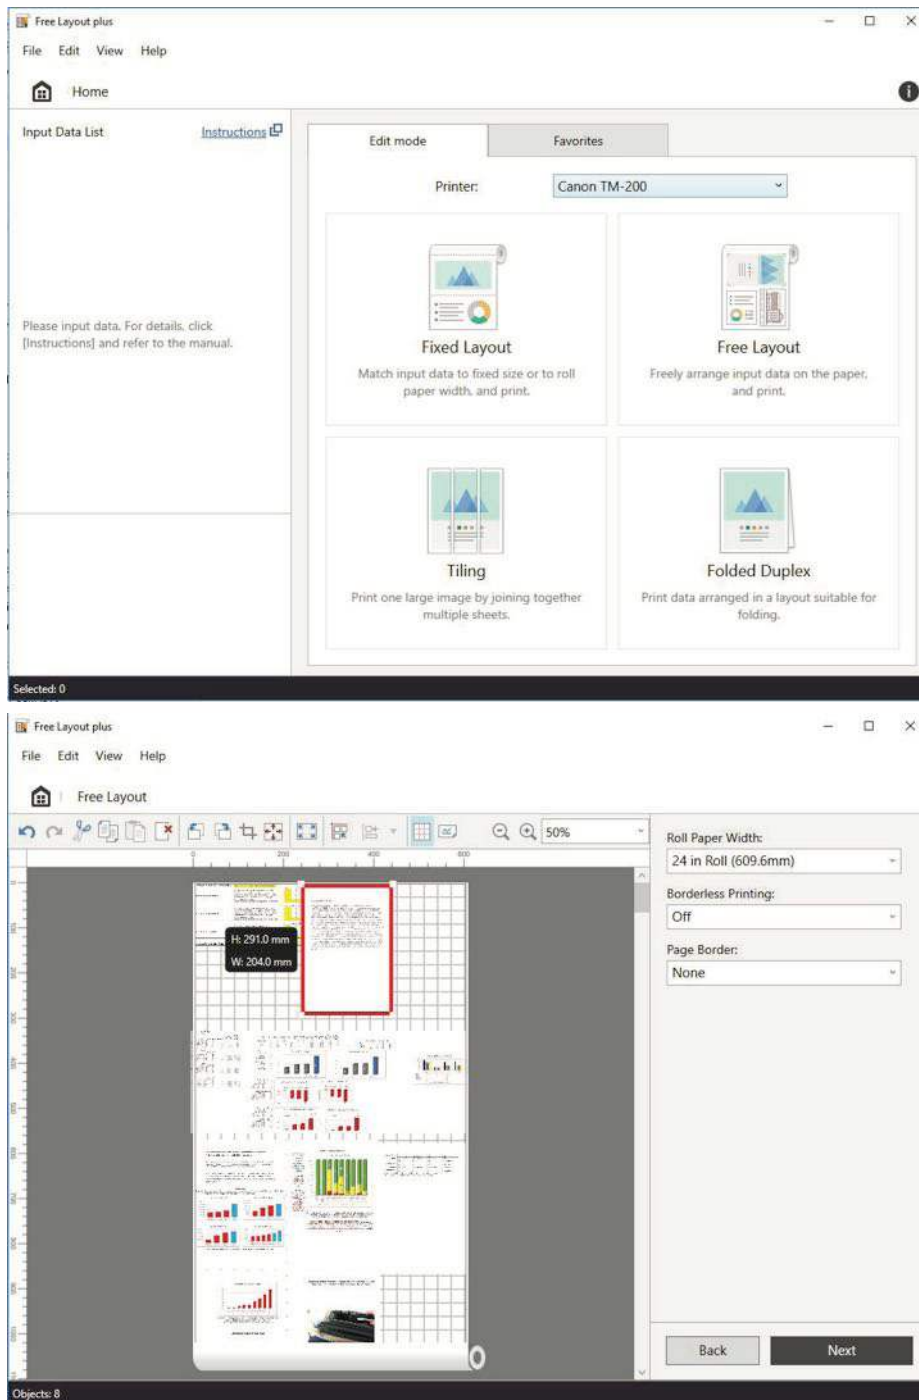 Free Layout plus
File Edit View Help
Home
Input Data List Instructions
Please input data. For details, click
[Instructions] and refer to the manual.
Edit mode Favorites
Printer: Canon TM-200
Fixed Layout
Match input data to fixed size or to roll
paper width, and print.
Free Layout
Freely arrange input data on the paper,
and print.
Tiling
Print one large image by joining together
multiple sheets.
Folded Duplex
Print data arranged in a layout suitable for
folding.
Selected: 0
Free Layout plus
File Edit View Help
Free Layout
50%
0 200 400 600
H: 291.0 mm
W: 204.0 mm
Roll Paper Width:
24 in Roll (609.6mm)
Borderless Printing:
Off
Page Border:
None
Back Next
Objects: 8